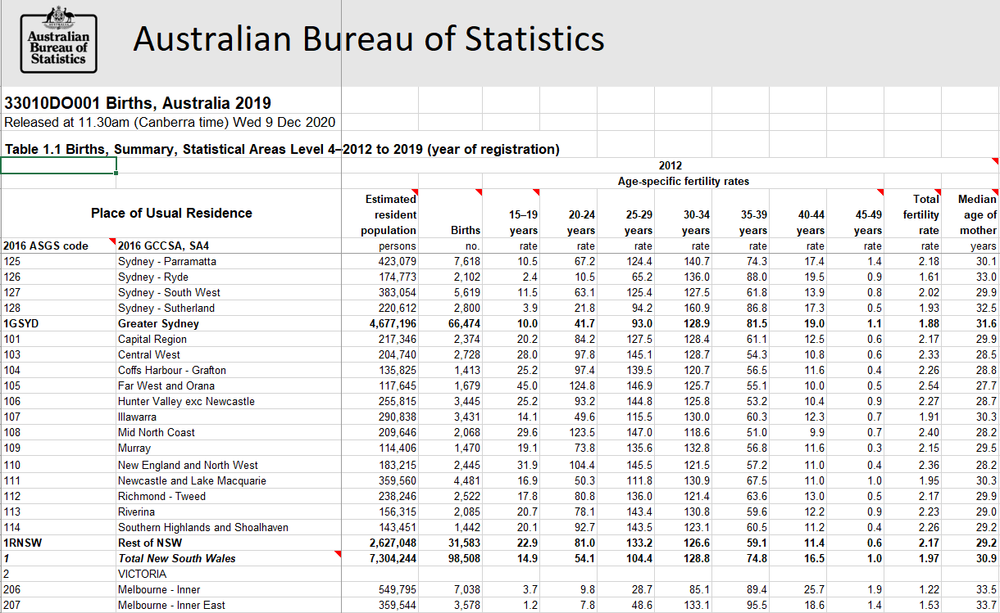 Australian
Bureau of
Statistics
Australian Bureau of Statistics
33010DO001 Births, Australia 2019
Released at 11.30am (Canberra time) Wed 9 Dec 2020
Table 1.1 Births, Summary, Statistical Areas Level 4–2012 to 2019 (year of registration)
2012
Age-specific fertility rates
Place of Usual Residence
Estimated resident population Births 15–19 years 20-24 years 25-29 years 30-34 years 35-39 years 40-44 years 45-49 years Total fertility rate Median age of mother
2016 ASGS code 2016 GCCSA, SA4 persons no. rate rate rate rate rate rate rate rate years
125 Sydney - Parramatta 423,079 7,618 10.5 67.2 124.4 140.7 74.3 17.4 1.4 2.18 30.1
126 Sydney - Ryde 174,773 2,102 2.4 10.5 65.2 136.0 88.0 19.5 0.9 1.61 33.0
127 Sydney - South West 383,054 5,619 11.5 63.1 125.4 127.5 61.8 13.9 0.8 2.02 29.9
128 Sydney - Sutherland 220,612 2,800 3.9 21.8 94.2 160.9 86.8 17.3 0.5 1.93 32.5
1GSYD Greater Sydney 4,677,196 66,474 10.0 41.7 93.0 128.9 81.5 19.0 1.1 1.88 31.6
101 Capital Region 217,346 2,374 20.2 84.2 127.5 128.4 61.1 12.5 0.6 2.17 29.9
103 Central West 204,740 2,728 28.0 97.8 145.1 128.7 54.3 10.8 0.6 2.33 28.5
104 Coffs Harbour - Grafton 135,825 1,413 25.2 97.4 139.5 120.7 56.5 11.6 0.4 2.26 28.8
105 Far West and Orana 117,645 1,679 45.0 124.8 146.9 125.7 55.1 10.0 0.5 2.54 27.7
106 Hunter Valley exc Newcastle 255,815 3,445 25.2 93.2 144.8 125.8 53.2 10.4 0.9 2.27 28.7
107 Illawarra 290,838 3,431 14.1 49.6 115.5 130.0 60.3 12.3 0.7 1.91 30.3
108 Mid North Coast 209,646 2,068 29.6 123.5 147.0 118.6 51.0 9.9 0.7 2.40 28.2
109 Murray 114,406 1,470 19.1 73.8 135.6 132.8 56.8 11.6 0.3 2.15 29.5
110 New England and North West 183,215 2,445 31.9 104.4 145.5 121.5 57.2 11.0 0.4 2.36 28.2
111 Newcastle and Lake Macquarie 359,560 4,481 16.9 50.3 111.8 130.9 67.5 11.0 1.0 1.95 30.3
112 Richmond - Tweed 238,246 2,522 17.8 80.8 136.0 121.4 63.6 13.0 0.5 2.17 29.9
113 Riverina 156,315 2,085 20.7 78.1 143.4 130.8 59.6 12.2 0.9 2.23 29.0
114 Southern Highlands and Shoalhaven 143,451 1,442 20.1 92.7 143.5 123.1 60.5 11.2 0.4 2.26 29.2
1RNSW Rest of NSW 2,627,048 31,583 22.9 81.0 133.2 126.6 59.1 11.4 0.6 2.17 29.2
1 Total New South Wales 7,304,244 98,508 14.9 54.1 104.4 128.8 74.8 16.5 1.0 1.97 30.9
2 VICTORIA
206 Melbourne - Inner 549,795 7,038 3.7 9.8 28.7 85.1 89.4 25.7 1.9 1.22 33.5
207 Melbourne - Inner East 359,544 3,578 1.2 7.8 48.6 133.1 95.5 18.6 1.4 1.53 33.7